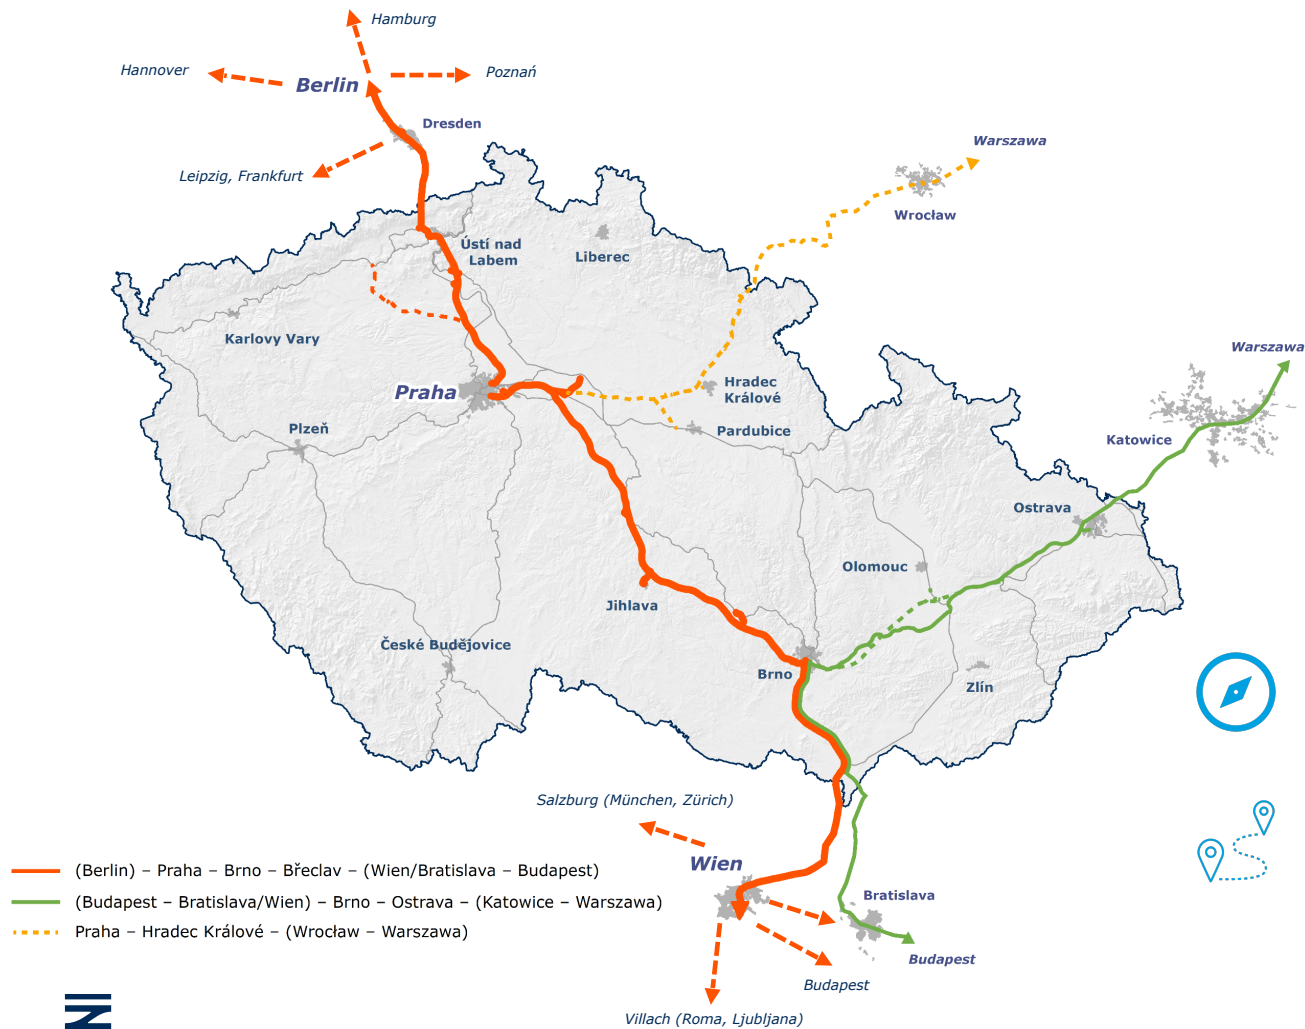 Hamburg
Hannover
Poznań
Berlin
Dresden
Warszawa
Leipzig, Frankfurt
Wrocław
Ústí nad
Labem
Liberec
Karlovy Vary
Warszawa
Praha
Hradec
Králové
Plzeň
Pardubice
Katowice
Ostrava
Olomouc
Jihlava
České Budějovice
Brno
Zlín
Salzburg (München, Zürich)
Wien
(Berlin) – Praha – Brno – Břeclav – (Wien/Bratislava – Budapest)
(Budapest – Bratislava/Wien) – Brno – Ostrava – (Katowice – Warszawa)
Praha – Hradec Králové – (Wrocław – Warszawa)
Bratislava
Budapest
Budapest
Villach (Roma, Ljubljana)